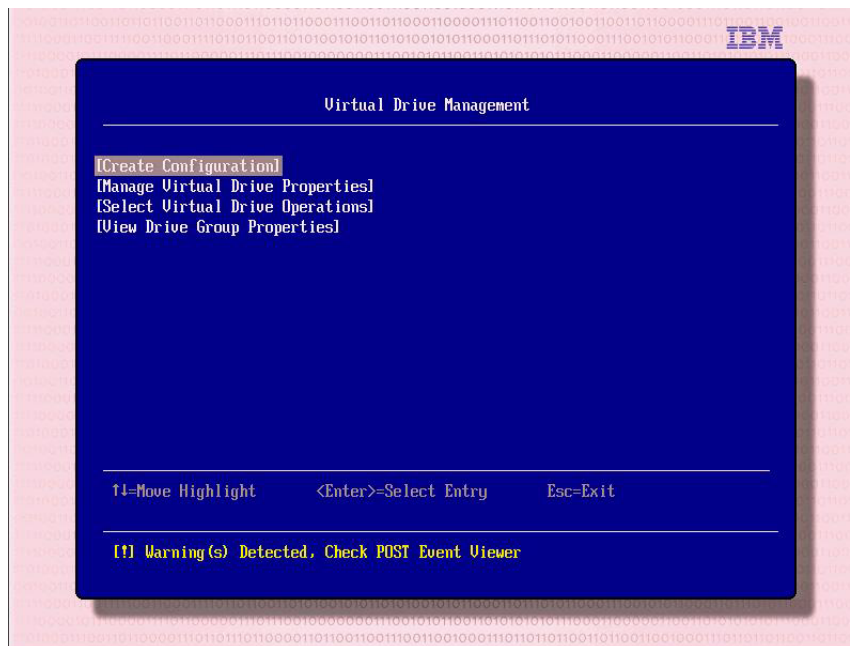 IBM
Virtual Drive Management
[Create Configuration]
[Manage Virtual Drive Properties]
[Select Virtual Drive Operations]
[View Drive Group Properties]
↑↓=Move Highlight <Enter>=Select Entry Esc=Exit
[!] Warning(s) Detected, Check POST Event Viewer